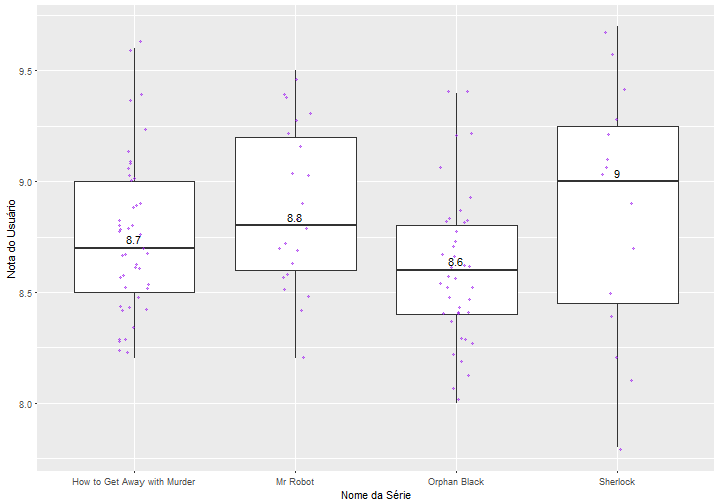 Nota do Usuário
9.5
9.0
8.5
8.0
8.7
8.8
8.6
9
How to Get Away with Murder
Mr Robot
Orphan Black
Sherlock
Nome da Série